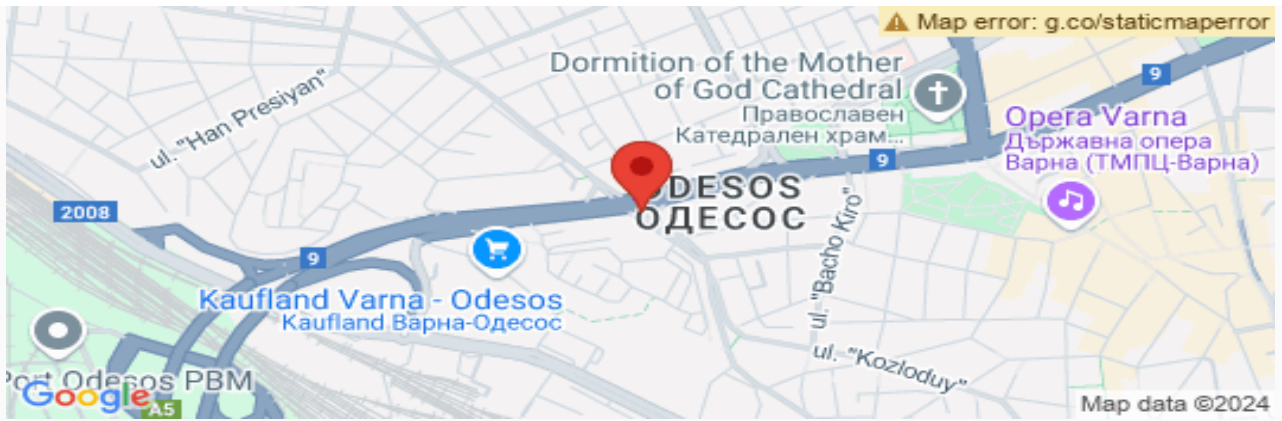 Map error: g.co/staticmaperror
Dormition of the Mother
of God Cathedral
Православен
Катедрален храм...
9
Opera Varna
Държавна опера
Варна (ТМПЦ-Варна)
ul. "Han Presiyan"
9
ODESOS
ОДЕСОС
2008
ul. "Bacho Kiro"
9
Kaufland Varna - Odesos
Kaufland Варна-Одесос
ul. "Kozloduy"
Port Odesos PBM
Google
A5
Map data ©2024